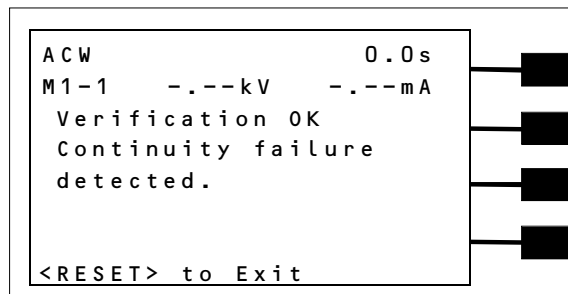 ACW 0.0s
M1-1 -.--kV -.--mA
Verification OK
Continuity failure
detected.
<RESET> to Exit